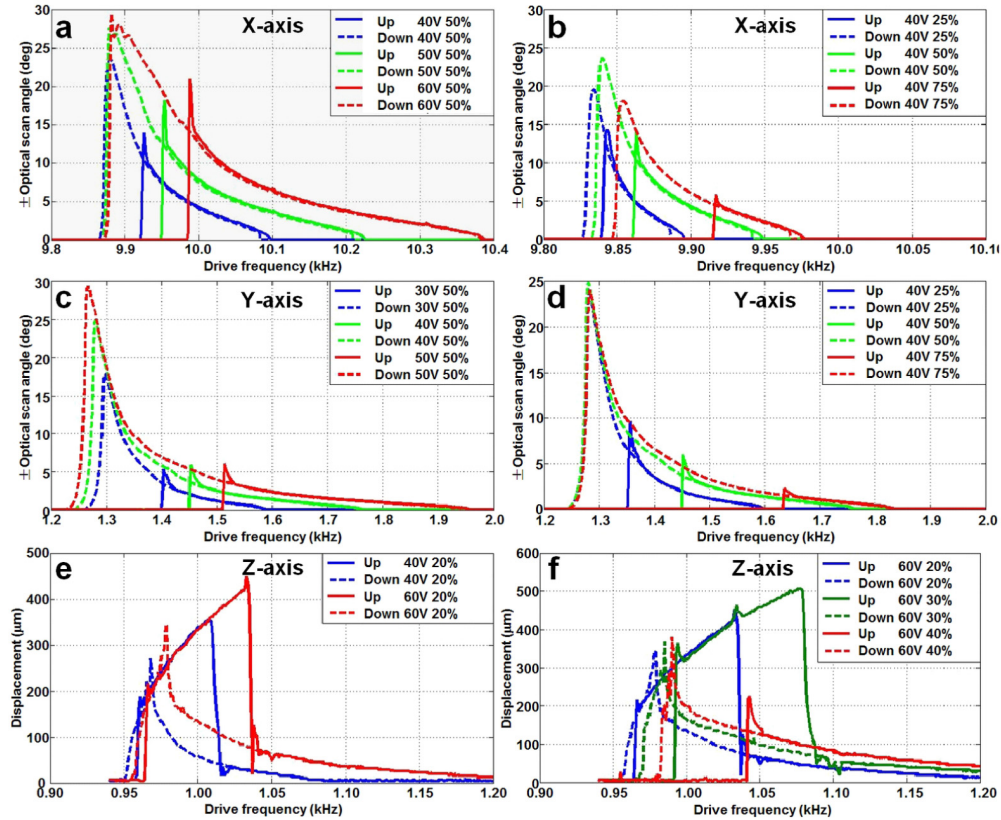 a
X-axis
Up 40V 50%
Down 40V 50%
Up 50V 50%
Down 50V 50%
Up 60V 50%
Down 60V 50%
± Optical scan angle (deg)
30
25
20
15
10
5
0
9.8 9.9 10.0 10.1 10.2 10.3 10.4
Drive frequency (kHz)
b
X-axis
Up 40V 25%
Down 40V 25%
Up 40V 50%
Down 40V 50%
Up 40V 75%
Down 40V 75%
± Optical scan angle (deg)
30
25
20
15
10
5
0
9.80 9.85 9.90 9.95 10.0 10.05 10.10
Drive frequency (kHz)
c
Y-axis
Up 30V 50%
Down 30V 50%
Up 40V 50%
Down 40V 50%
Up 50V 50%
Down 50V 50%
± Optical scan angle (deg)
30
25
20
15
10
5
0
1.2 1.3 1.4 1.5 1.6 1.7 1.8 1.9 2.0
Drive frequency (kHz)
d
Y-axis
Up 40V 25%
Down 40V 25%
Up 40V 50%
Down 40V 50%
Up 40V 75%
Down 40V 75%
± Optical scan angle (deg)
25
20
15
10
5
0
1.2 1.3 1.4 1.5 1.6 1.7 1.8 1.9 2.0
Drive frequency (kHz)
e
Z-axis
Up 40V 20%
Down 40V 20%
Up 60V 20%
Down 60V 20%
Displacement (μm)
500
400
300
200
100
0
0.90 0.95 1.00 1.05 1.10 1.15 1.20
Drive frequency (kHz)
f
Z-axis
Up 60V 20%
Down 60V 20%
Up 60V 30%
Down 60V 30%
Up 60V 40%
Down 60V 40%
Displacement (μm)
600
500
400
300
200
100
0
0.90 0.95 1.00 1.05 1.10 1.15 1.20
Drive frequency (kHz)